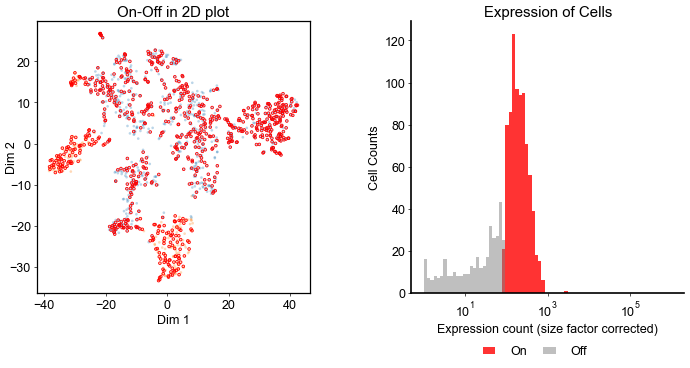 On-Off in 2D plot
20
10
0
−10
−20
−30
Dim 2
−40
−20
0
20
40
Dim 1
Expression of Cells
120
100
80
60
40
20
0
Cell Counts
10^1
10^3
10^5
Expression count (size factor corrected)
On
Off